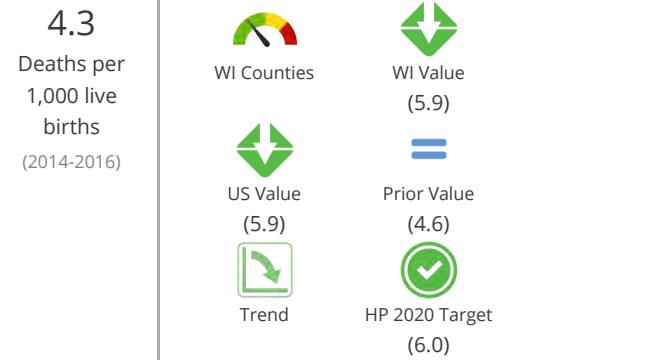 4.3
Deaths per
1,000 live
births
(2014-2016)
WI Counties
WI Value
(5.9)
US Value
(5.9)
Prior Value
(4.6)
Trend
HP 2020 Target
(6.0)